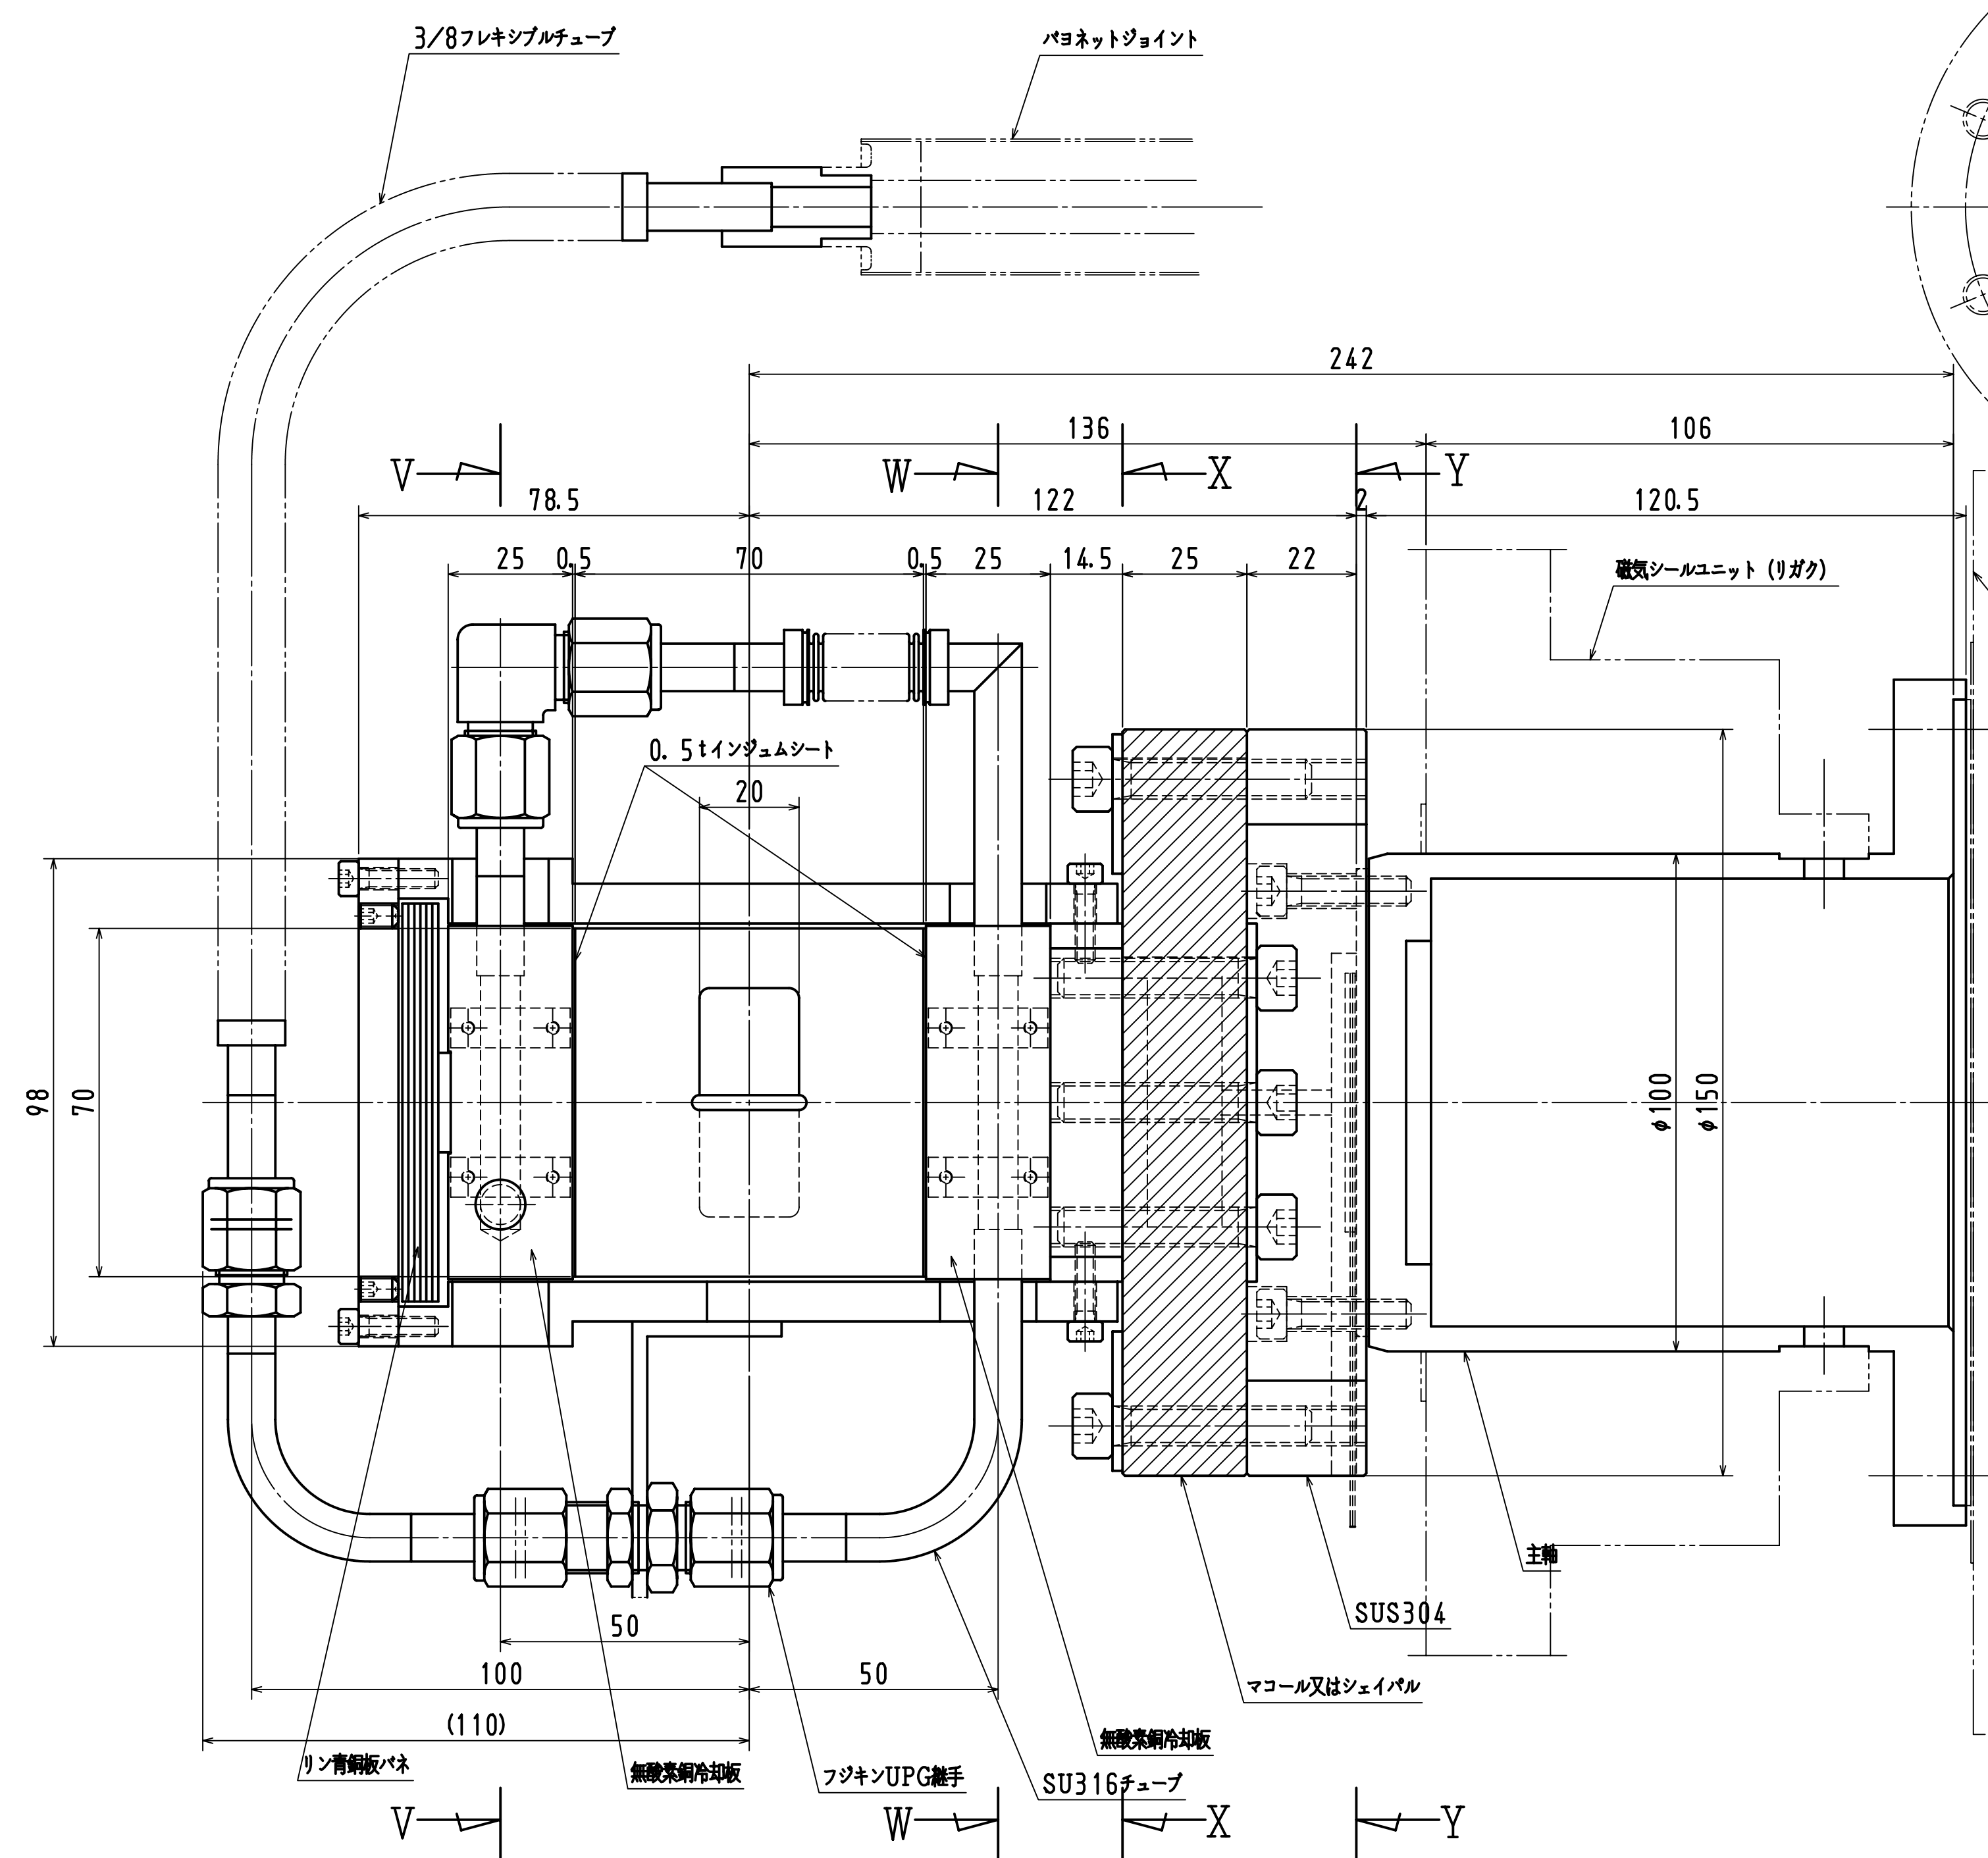 3/8フレキシブルチューブ
バヨネットジョイント
242
136
106
V
W
X
Y
78.5
122
2
120.5
25
0.5
70
0.5
25
14.5
25
22
磁気シールユニット (リガク)
0.5tインジュムシート
20
98
70
φ100
φ150
主軸
50
SUS304
100
50
マコール又はシェイパル
(110)
無酸素銅冷却板
リン青銅板バネ
無酸素銅冷却板
フジキンUPG継手
SU316チューブ
V
W
X
Y